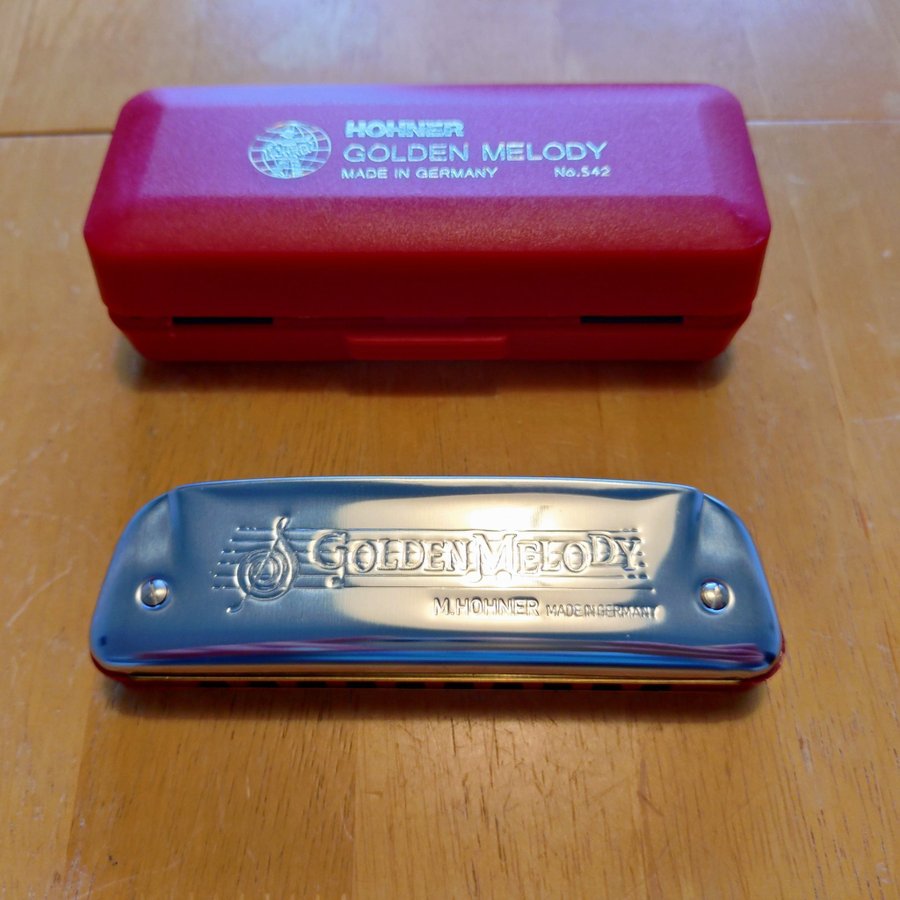 HOHNER
GOLDEN MELODY
MADE IN GERMANY No.542
GOLDEN MELODY
M. HOHNER MADE IN GERMANY